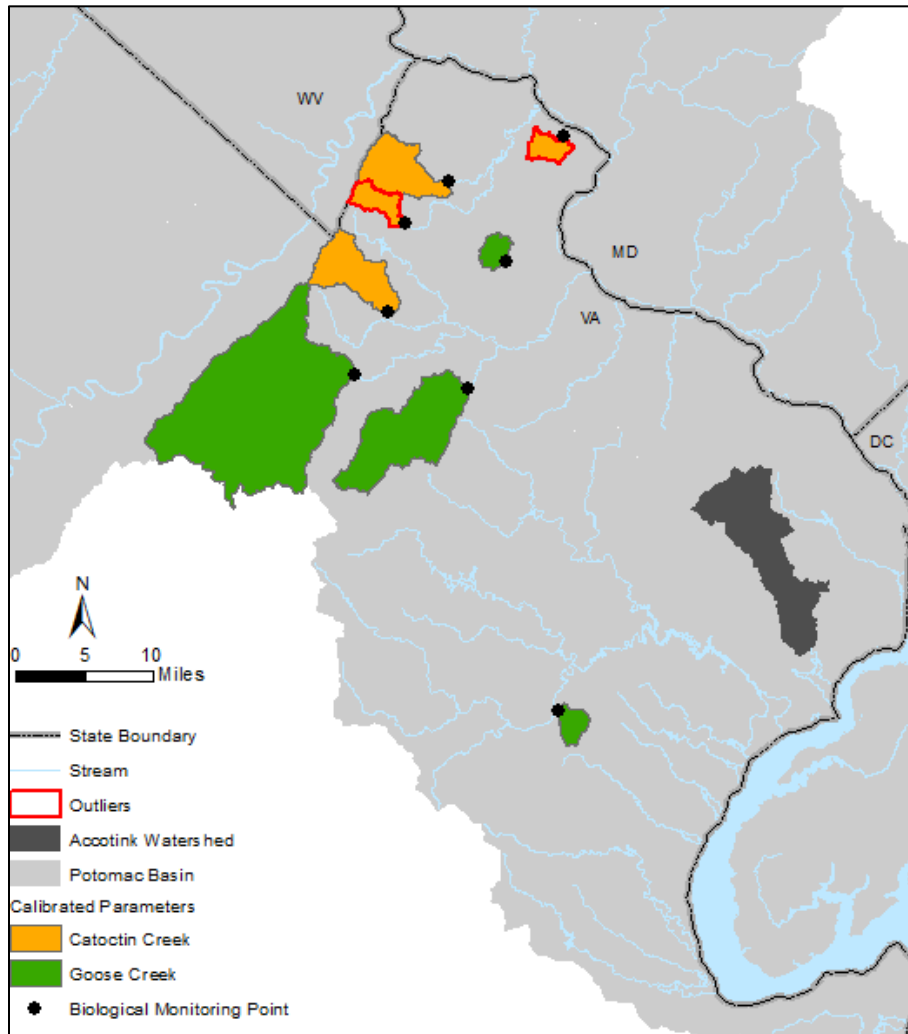 WV
MD
VA
DC
N
0 5 10
Miles
State Boundary
Stream
Outliers
Accotink Watershed
Potomac Basin
Calibrated Parameters
Catoctin Creek
Goose Creek
Biological Monitoring Point